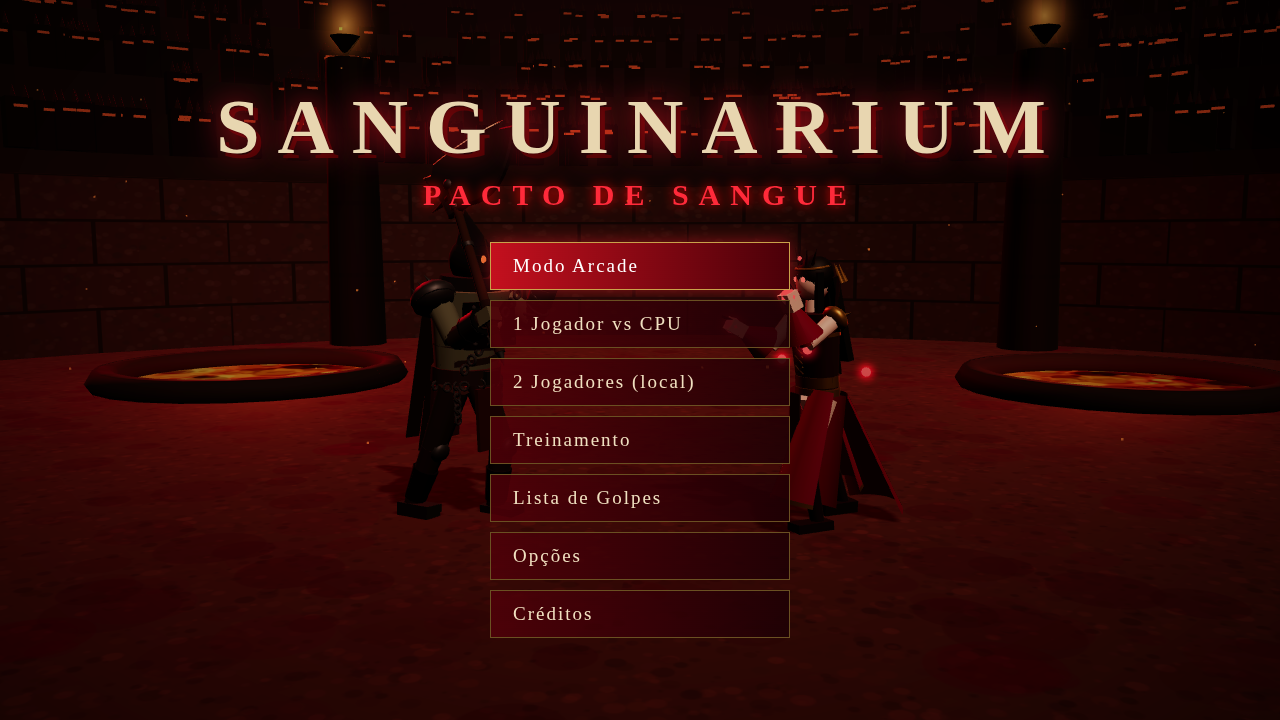 SANGUINARIUM
PACTO DE SANGUE
Modo Arcade
1 Jogador vs CPU
2 Jogadores (local)
Treinamento
Lista de Golpes
Opções
Créditos